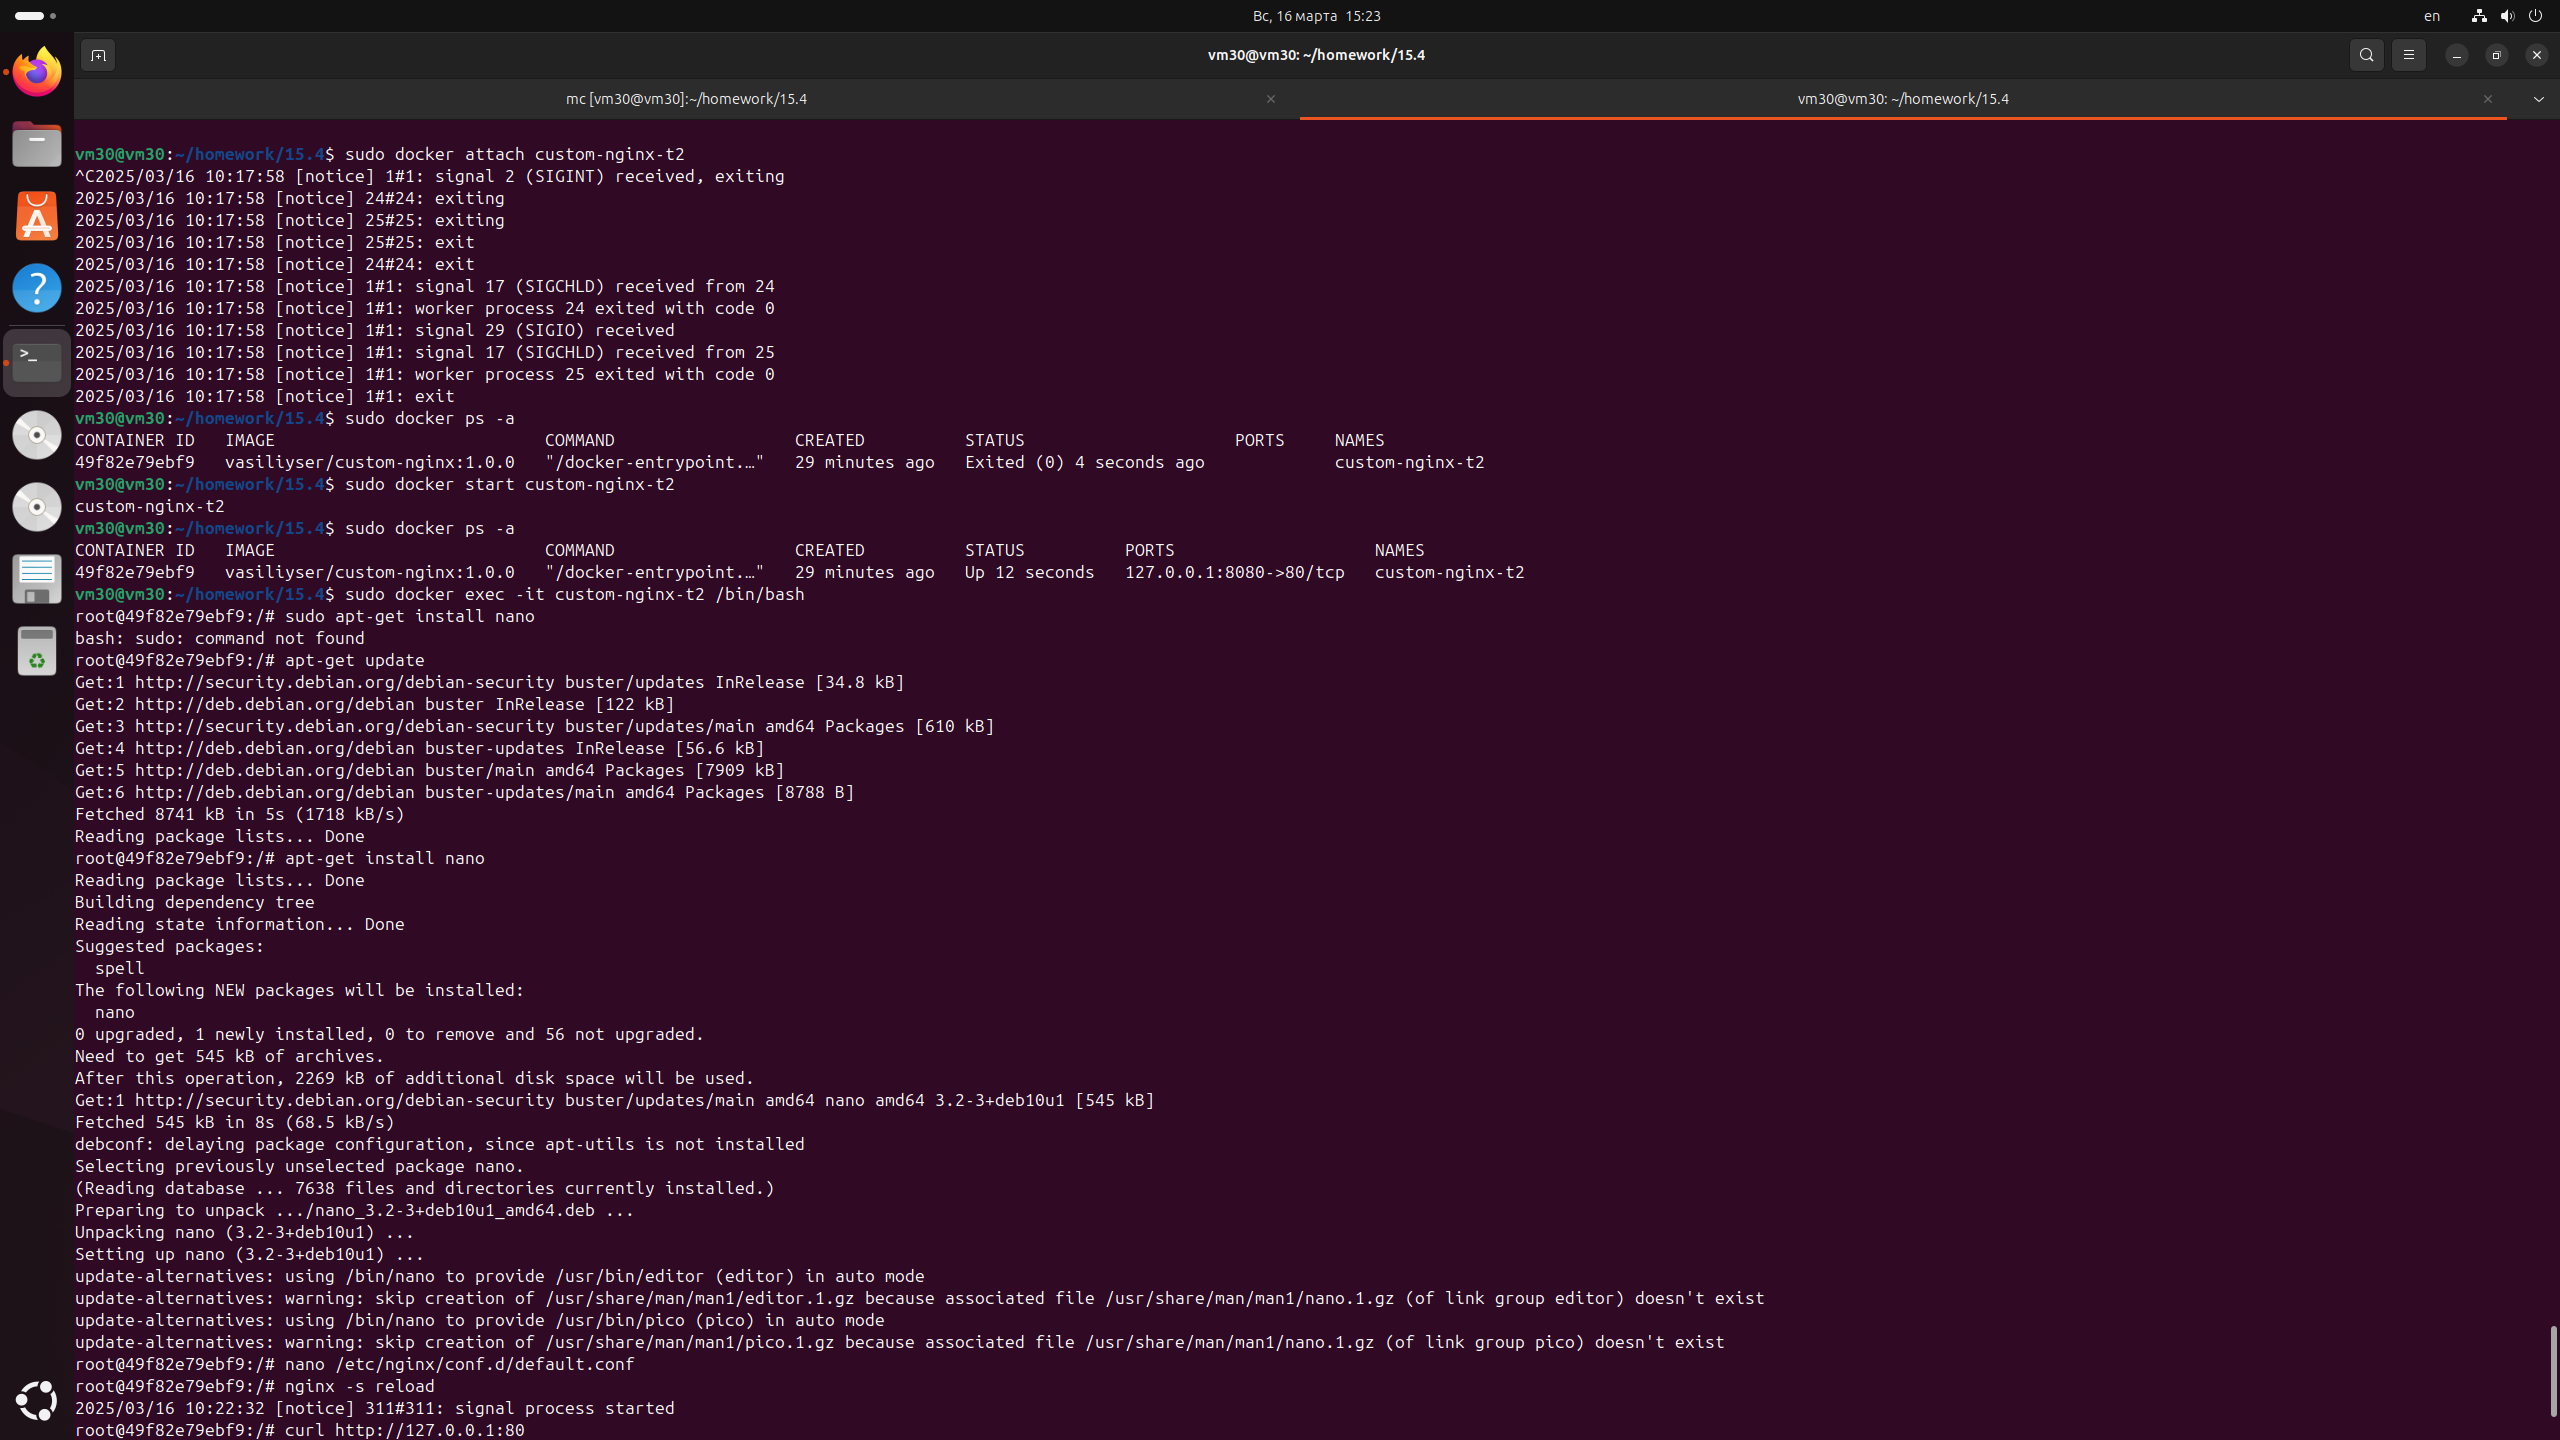 Вс, 16 марта 15:23
en
vm30@vm30: ~/homework/15.4
mc [vm30@vm30]:~/homework/15.4
vm30@vm30: ~/homework/15.4
vm30@vm30:~/homework/15.4$ sudo docker attach custom-nginx-t2
^C2025/03/16 10:17:58 [notice] 1#1: signal 2 (SIGINT) received, exiting
2025/03/16 10:17:58 [notice] 24#24: exiting
2025/03/16 10:17:58 [notice] 25#25: exiting
2025/03/16 10:17:58 [notice] 25#25: exit
2025/03/16 10:17:58 [notice] 24#24: exit
2025/03/16 10:17:58 [notice] 1#1: signal 17 (SIGCHLD) received from 24
2025/03/16 10:17:58 [notice] 1#1: worker process 24 exited with code 0
2025/03/16 10:17:58 [notice] 1#1: signal 29 (SIGIO) received
2025/03/16 10:17:58 [notice] 1#1: signal 17 (SIGCHLD) received from 25
2025/03/16 10:17:58 [notice] 1#1: worker process 25 exited with code 0
2025/03/16 10:17:58 [notice] 1#1: exit
vm30@vm30:~/homework/15.4$ sudo docker ps -a
CONTAINER ID   IMAGE                           COMMAND                  CREATED          STATUS                     PORTS     NAMES
49f82e79ebf9   vasiliyser/custom-nginx:1.0.0   "/docker-entrypoint.…"   29 minutes ago   Exited (0) 4 seconds ago             custom-nginx-t2
vm30@vm30:~/homework/15.4$ sudo docker start custom-nginx-t2
custom-nginx-t2
vm30@vm30:~/homework/15.4$ sudo docker ps -a
CONTAINER ID   IMAGE                           COMMAND                  CREATED          STATUS          PORTS                    NAMES
49f82e79ebf9   vasiliyser/custom-nginx:1.0.0   "/docker-entrypoint.…"   29 minutes ago   Up 12 seconds   127.0.0.1:8080->80/tcp   custom-nginx-t2
vm30@vm30:~/homework/15.4$ sudo docker exec -it custom-nginx-t2 /bin/bash
root@49f82e79ebf9:/# sudo apt-get install nano
bash: sudo: command not found
root@49f82e79ebf9:/# apt-get update
Get:1 http://security.debian.org/debian-security buster/updates InRelease [34.8 kB]
Get:2 http://deb.debian.org/debian buster InRelease [122 kB]
Get:3 http://security.debian.org/debian-security buster/updates/main amd64 Packages [610 kB]
Get:4 http://deb.debian.org/debian buster-updates InRelease [56.6 kB]
Get:5 http://deb.debian.org/debian buster/main amd64 Packages [7909 kB]
Get:6 http://deb.debian.org/debian buster-updates/main amd64 Packages [8788 B]
Fetched 8741 kB in 5s (1718 kB/s)
Reading package lists... Done
root@49f82e79ebf9:/# apt-get install nano
Reading package lists... Done
Building dependency tree
Reading state information... Done
Suggested packages:
  spell
The following NEW packages will be installed:
  nano
0 upgraded, 1 newly installed, 0 to remove and 56 not upgraded.
Need to get 545 kB of archives.
After this operation, 2269 kB of additional disk space will be used.
Get:1 http://security.debian.org/debian-security buster/updates/main amd64 nano amd64 3.2-3+deb10u1 [545 kB]
Fetched 545 kB in 8s (68.5 kB/s)
debconf: delaying package configuration, since apt-utils is not installed
Selecting previously unselected package nano.
(Reading database ... 7638 files and directories currently installed.)
Preparing to unpack .../nano_3.2-3+deb10u1_amd64.deb ...
Unpacking nano (3.2-3+deb10u1) ...
Setting up nano (3.2-3+deb10u1) ...
update-alternatives: using /bin/nano to provide /usr/bin/editor (editor) in auto mode
update-alternatives: warning: skip creation of /usr/share/man/man1/editor.1.gz because associated file /usr/share/man/man1/nano.1.gz (of link group editor) doesn't exist
update-alternatives: using /bin/nano to provide /usr/bin/pico (pico) in auto mode
update-alternatives: warning: skip creation of /usr/share/man/man1/pico.1.gz because associated file /usr/share/man/man1/nano.1.gz (of link group pico) doesn't exist
root@49f82e79ebf9:/# nano /etc/nginx/conf.d/default.conf
root@49f82e79ebf9:/# nginx -s reload
2025/03/16 10:22:32 [notice] 311#311: signal process started
root@49f82e79ebf9:/# curl http://127.0.0.1:80